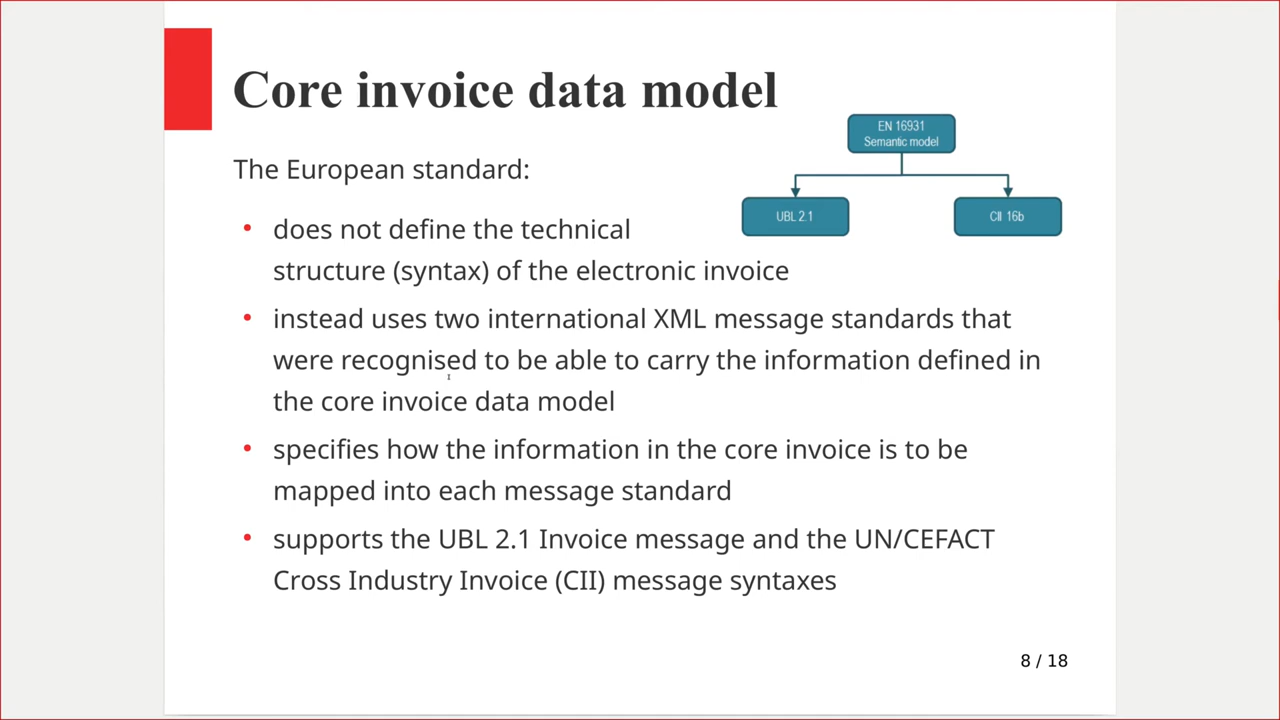 Core invoice data model
EN 16931
Semantic model
UBL 2.1
CII 16b
The European standard:
• does not define the technical
structure (syntax) of the electronic invoice
• instead uses two international XML message standards that
were recognised to be able to carry the information defined in
the core invoice data model
• specifies how the information in the core invoice is to be
mapped into each message standard
• supports the UBL 2.1 Invoice message and the UN/CEFACT
Cross Industry Invoice (CII) message syntaxes
8 / 18